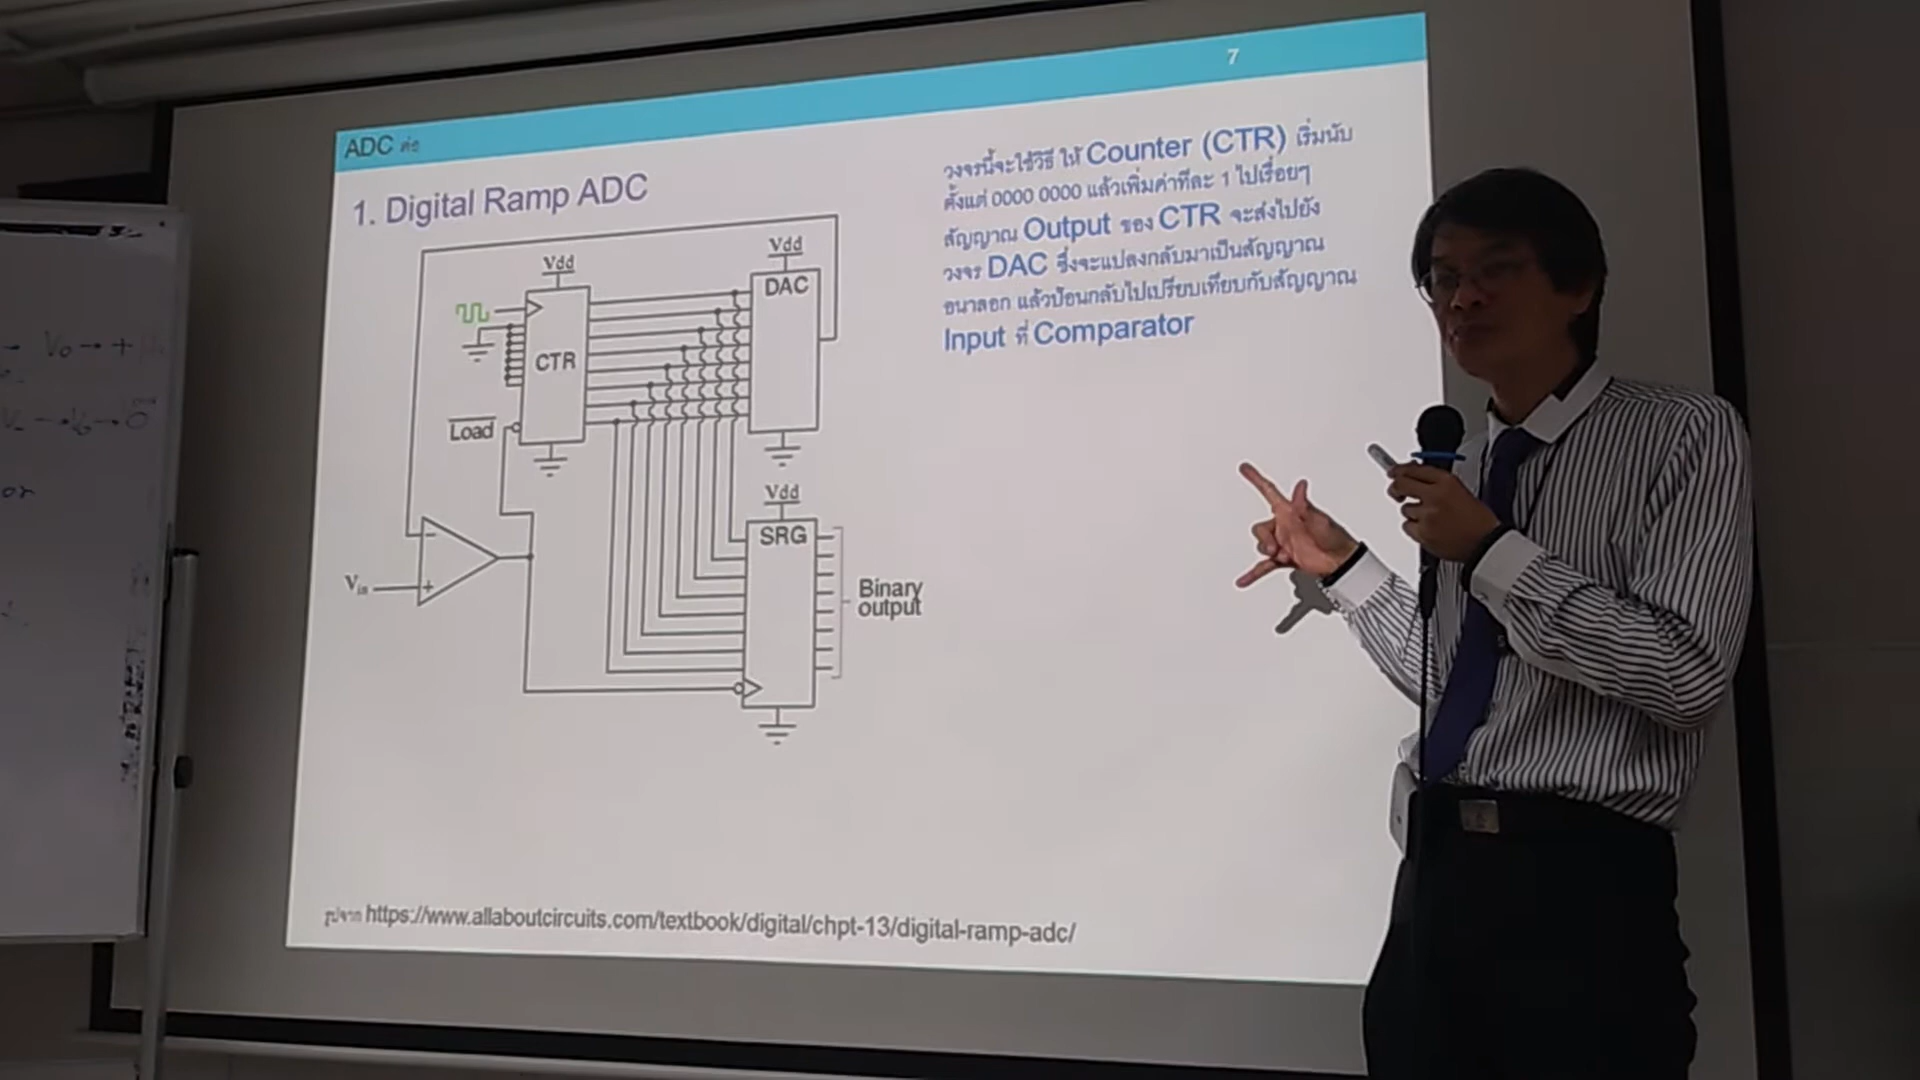 7
ADC ต่อ
1. Digital Ramp ADC
วงจรนี้จะใช้วิธี ให้ Counter (CTR) เริ่มนับ
ตั้งแต่ 0000 0000 แล้วเพิ่มค่าทีละ 1 ไปเรื่อยๆ
สัญญาณ Output ของ CTR จะส่งไปยัง
วงจร DAC ซึ่งจะแปลงกลับมาเป็นสัญญาณ
อนาลอก แล้วป้อนกลับไปเปรียบเทียบกับสัญญาณ
Input ที่ Comparator
Vdd
Vdd
DAC
CTR
Load
Vdd
SRG
Vin
Binary
output
รูปจาก https://www.allaboutcircuits.com/textbook/digital/chpt-13/digital-ramp-adc/
or